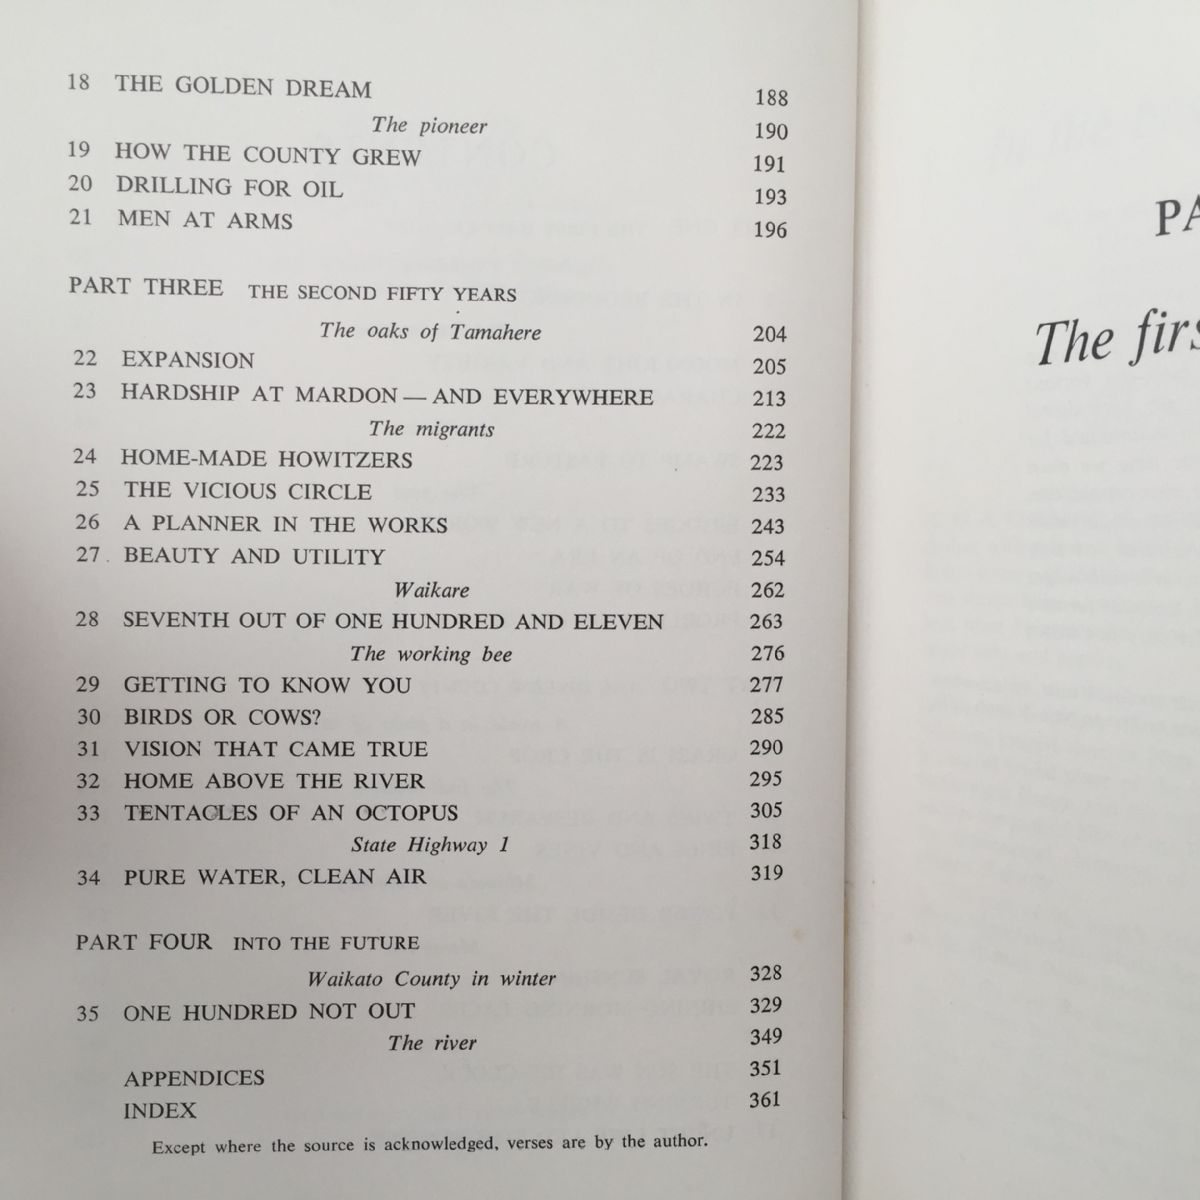 18 THE GOLDEN DREAM 188
The pioneer 190
19 HOW THE COUNTY GREW 191
20 DRILLING FOR OIL 193
21 MEN AT ARMS 196
PART THREE THE SECOND FIFTY YEARS
The oaks of Tamahere 204
22 EXPANSION 205
23 HARDSHIP AT MARDON — AND EVERYWHERE 213
The migrants 222
24 HOME-MADE HOWITZERS 223
25 THE VICIOUS CIRCLE 233
26 A PLANNER IN THE WORKS 243
27 BEAUTY AND UTILITY 254
Waikare 262
28 SEVENTH OUT OF ONE HUNDRED AND ELEVEN 263
The working bee 276
29 GETTING TO KNOW YOU 277
30 BIRDS OR COWS? 285
31 VISION THAT CAME TRUE 290
32 HOME ABOVE THE RIVER 295
33 TENTACLES OF AN OCTOPUS 305
State Highway 1 318
34 PURE WATER, CLEAN AIR 319
PART FOUR INTO THE FUTURE
Waikato County in winter 328
35 ONE HUNDRED NOT OUT 329
The river 349
APPENDICES 351
INDEX 361
Except where the source is acknowledged, verses are by the author.
PA
The firs